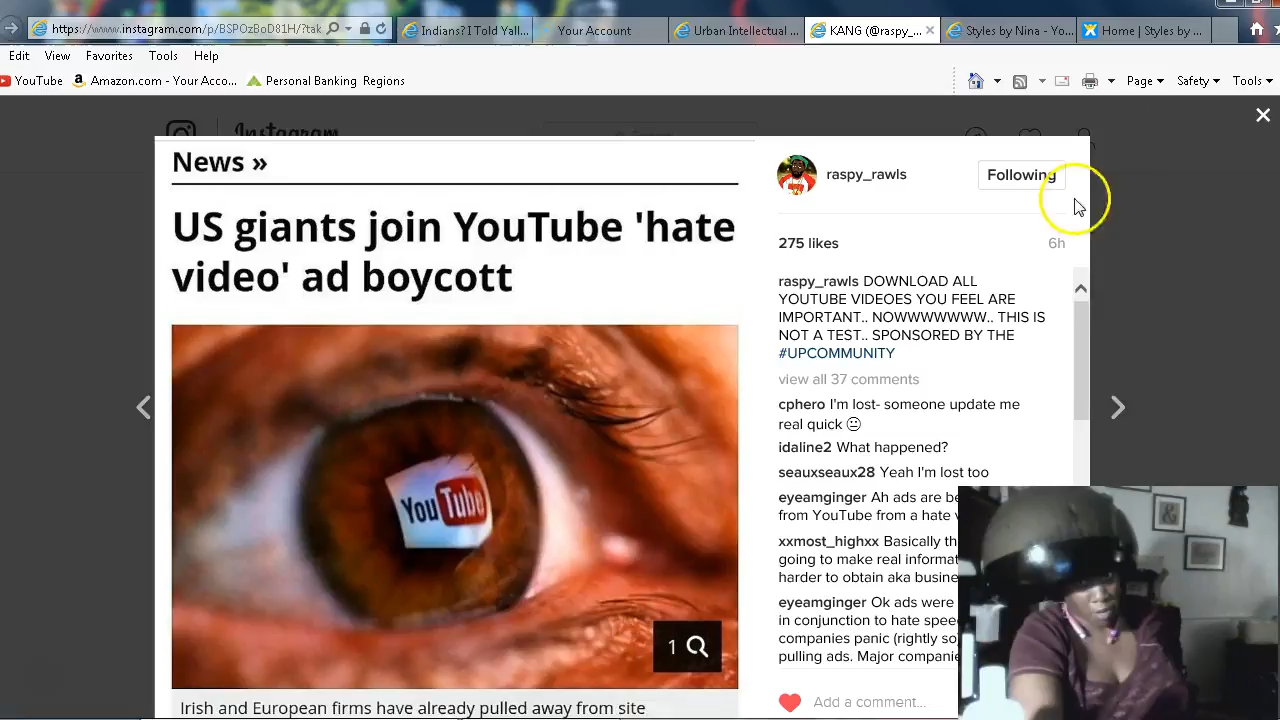 https://www.instagram.com/p/BSPOzBoD81H/?tak
Indians? I Told Yall...
Your Account
Urban Intellectual ...
KANG (@raspy_...
Styles by Nina - Yo...
Home | Styles by ...
Edit View Favorites Tools Help
YouTube
Amazon.com - Your Acco...
Personal Banking Regions
Page
Safety
Tools
Instagram
News »
US giants join YouTube 'hate
video' ad boycott
YouTube
1
Irish and European firms have already pulled away from site
raspy_rawls
Following
275 likes
6h
raspy_rawls DOWNLOAD ALL
YOUTUBE VIDEOES YOU FEEL ARE
IMPORTANT.. NOWWWWWWW.. THIS IS
NOT A TEST.. SPONSORED BY THE
#UPCOMMUNITY
view all 37 comments
cphero I'm lost- someone update me
real quick
idaline2 What happened?
seauxseaux28 Yeah I'm lost too
eyeamginger Ah ads are be
from YouTube from a hate
xxmost_highxx Basically th
going to make real informat
harder to obtain aka busine
eyeamginger Ok ads were
in conjunction to hate spee
companies panic (rightly so
pulling ads. Major companie
Add a comment...